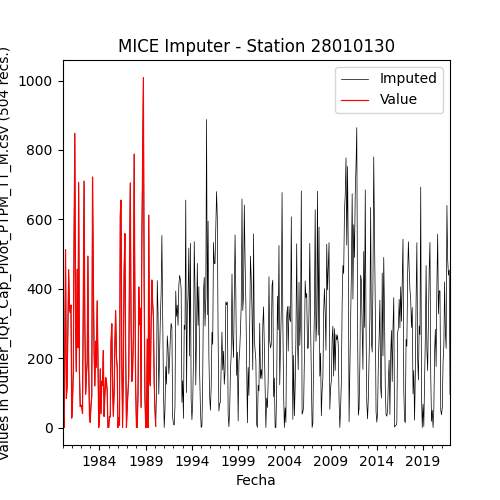 MICE Imputer - Station 28010130
Values in Outlier_IQR_Cap_Pivot_PTPM_TT_M.csv (504 recs.)
1000
800
600
400
200
0
Imputed
Value
1984 1989 1994 1999 2004 2009 2014 2019
Fecha